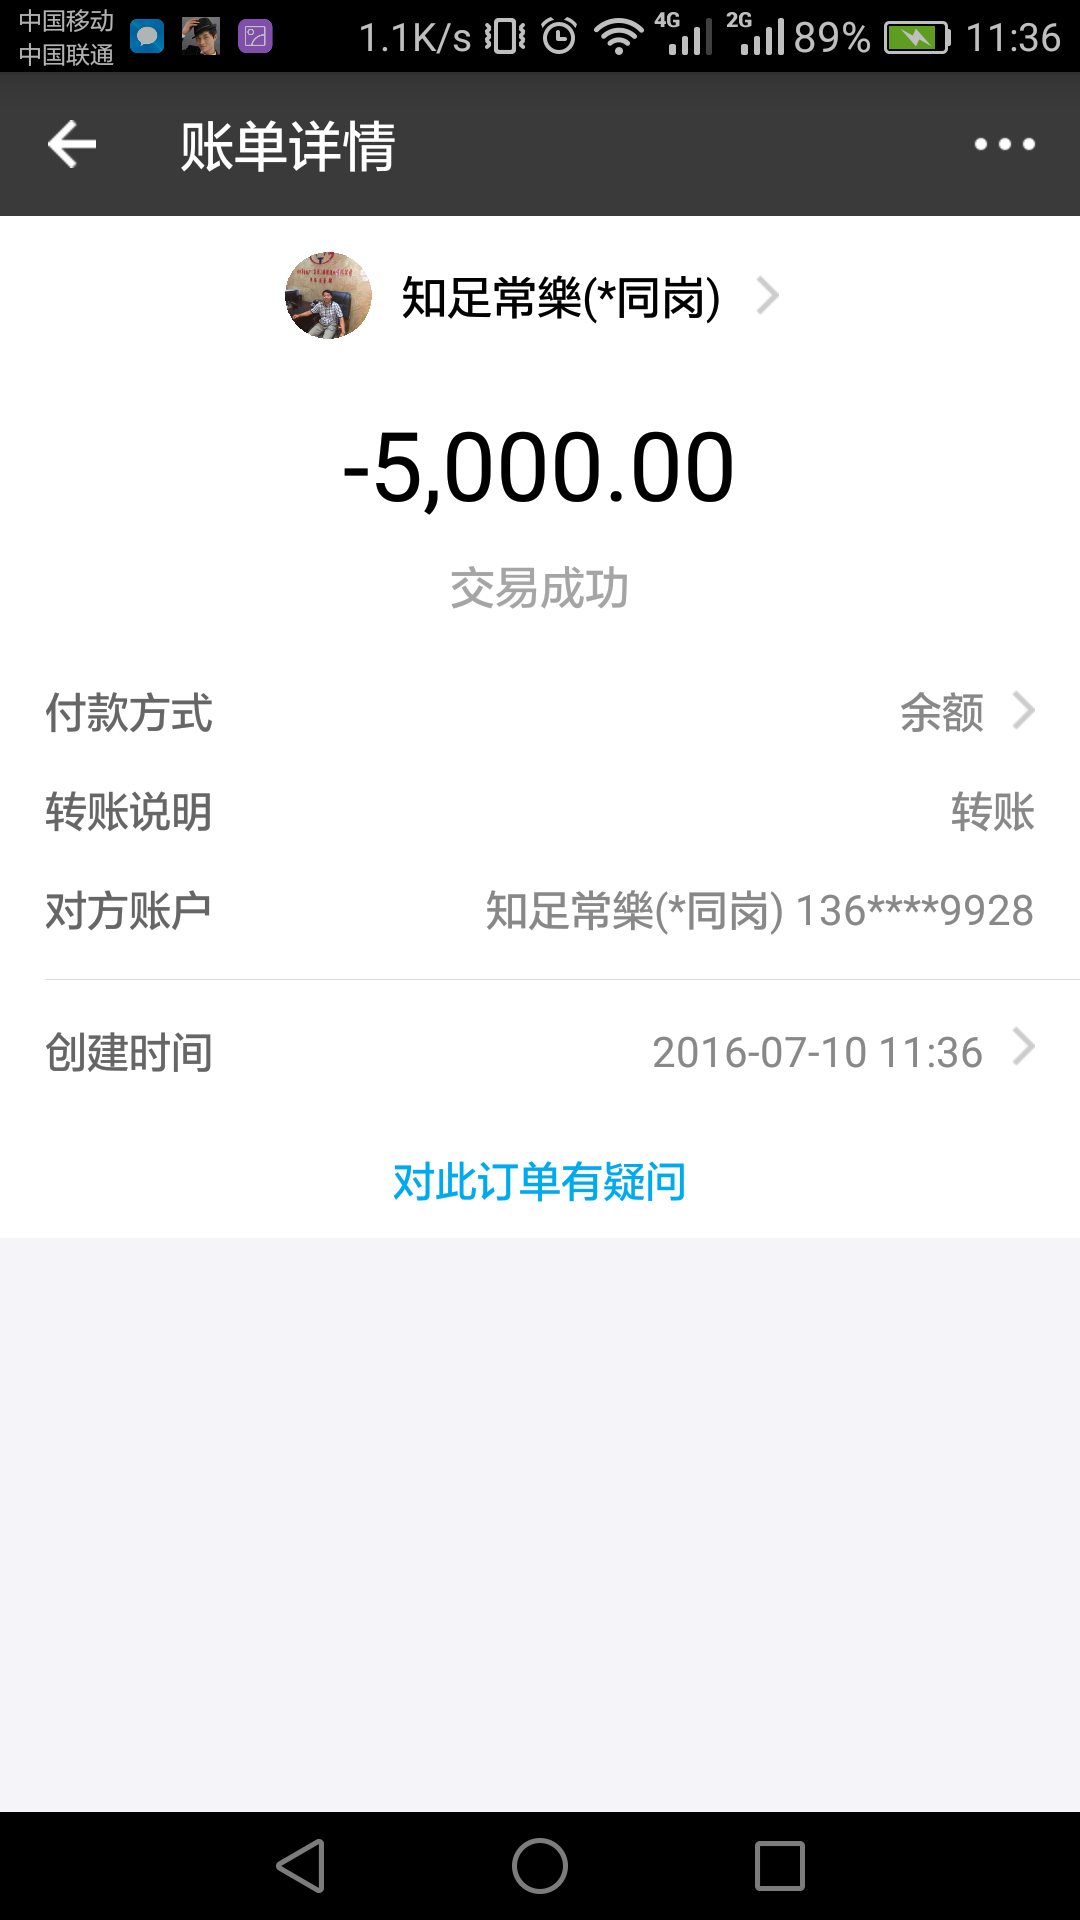 中国移动
中国联通
1.1K/s 4G 2G 89% 11:36
账单详情
知足常樂(*同岗)
-5,000.00
交易成功
付款方式 余额
转账说明 转账
对方账户 知足常樂(*同岗) 136****9928
创建时间 2016-07-10 11:36
对此订单有疑问